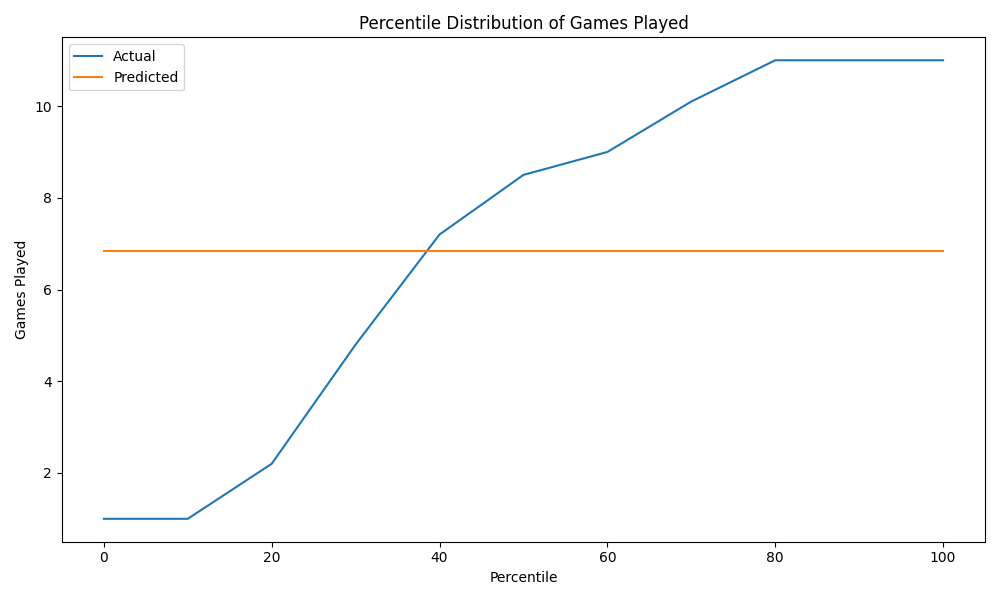 Percentile Distribution of Games Played
Actual
Predicted
Games Played
10
8
6
4
2
0
20
40
60
80
100
Percentile